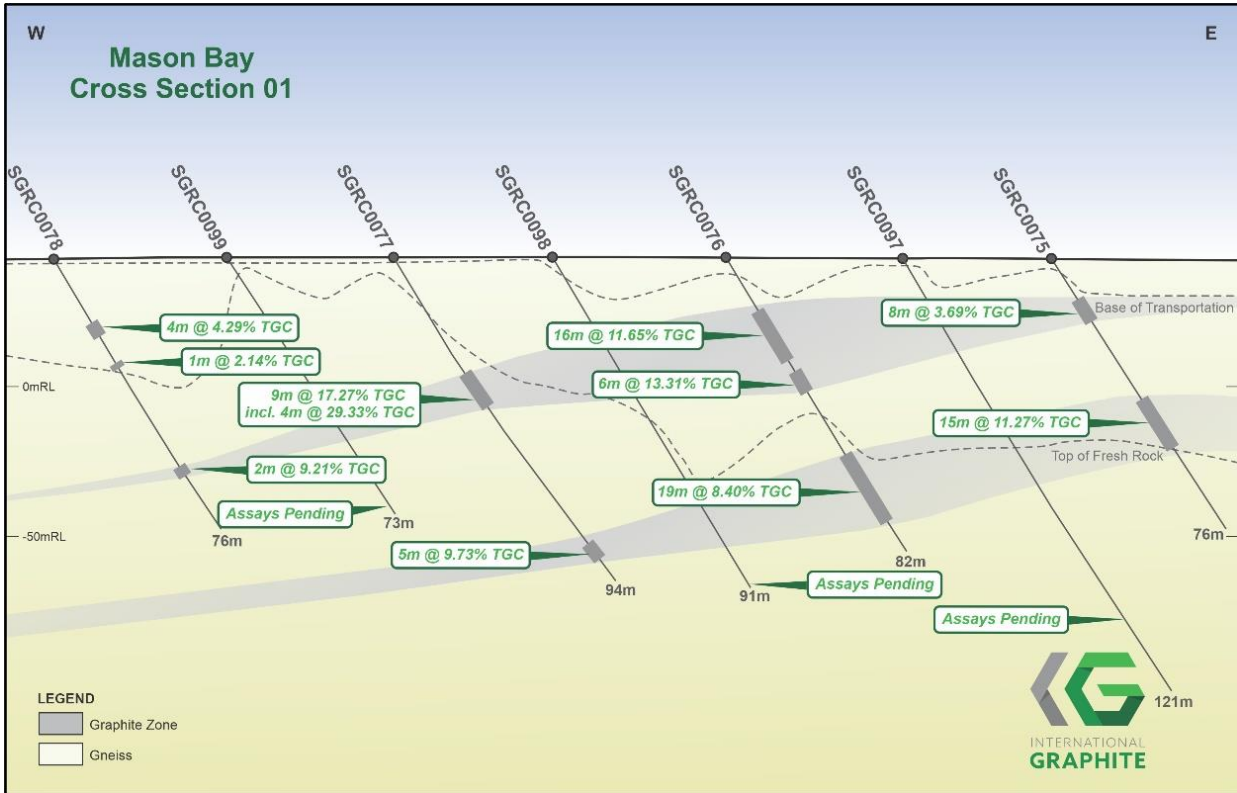 W
E
Mason Bay
Cross Section 01
SGRC0078
SGRC0099
SGRC0077
SGRC0098
SGRC0076
SGRC0097
SGRC0075
4m @ 4.29% TGC
1m @ 2.14% TGC
0mRL
9m @ 17.27% TGC
incl. 4m @ 29.33% TGC
16m @ 11.65% TGC
6m @ 13.31% TGC
8m @ 3.69% TGC
Base of Transportation
15m @ 11.27% TGC
Top of Fresh Rock
2m @ 9.21% TGC
19m @ 8.40% TGC
Assays Pending
73m
-50mRL
76m
5m @ 9.73% TGC
94m
91m
Assays Pending
82m
76m
Assays Pending
121m
LEGEND
Graphite Zone
Gneiss
INTERNATIONAL
GRAPHITE